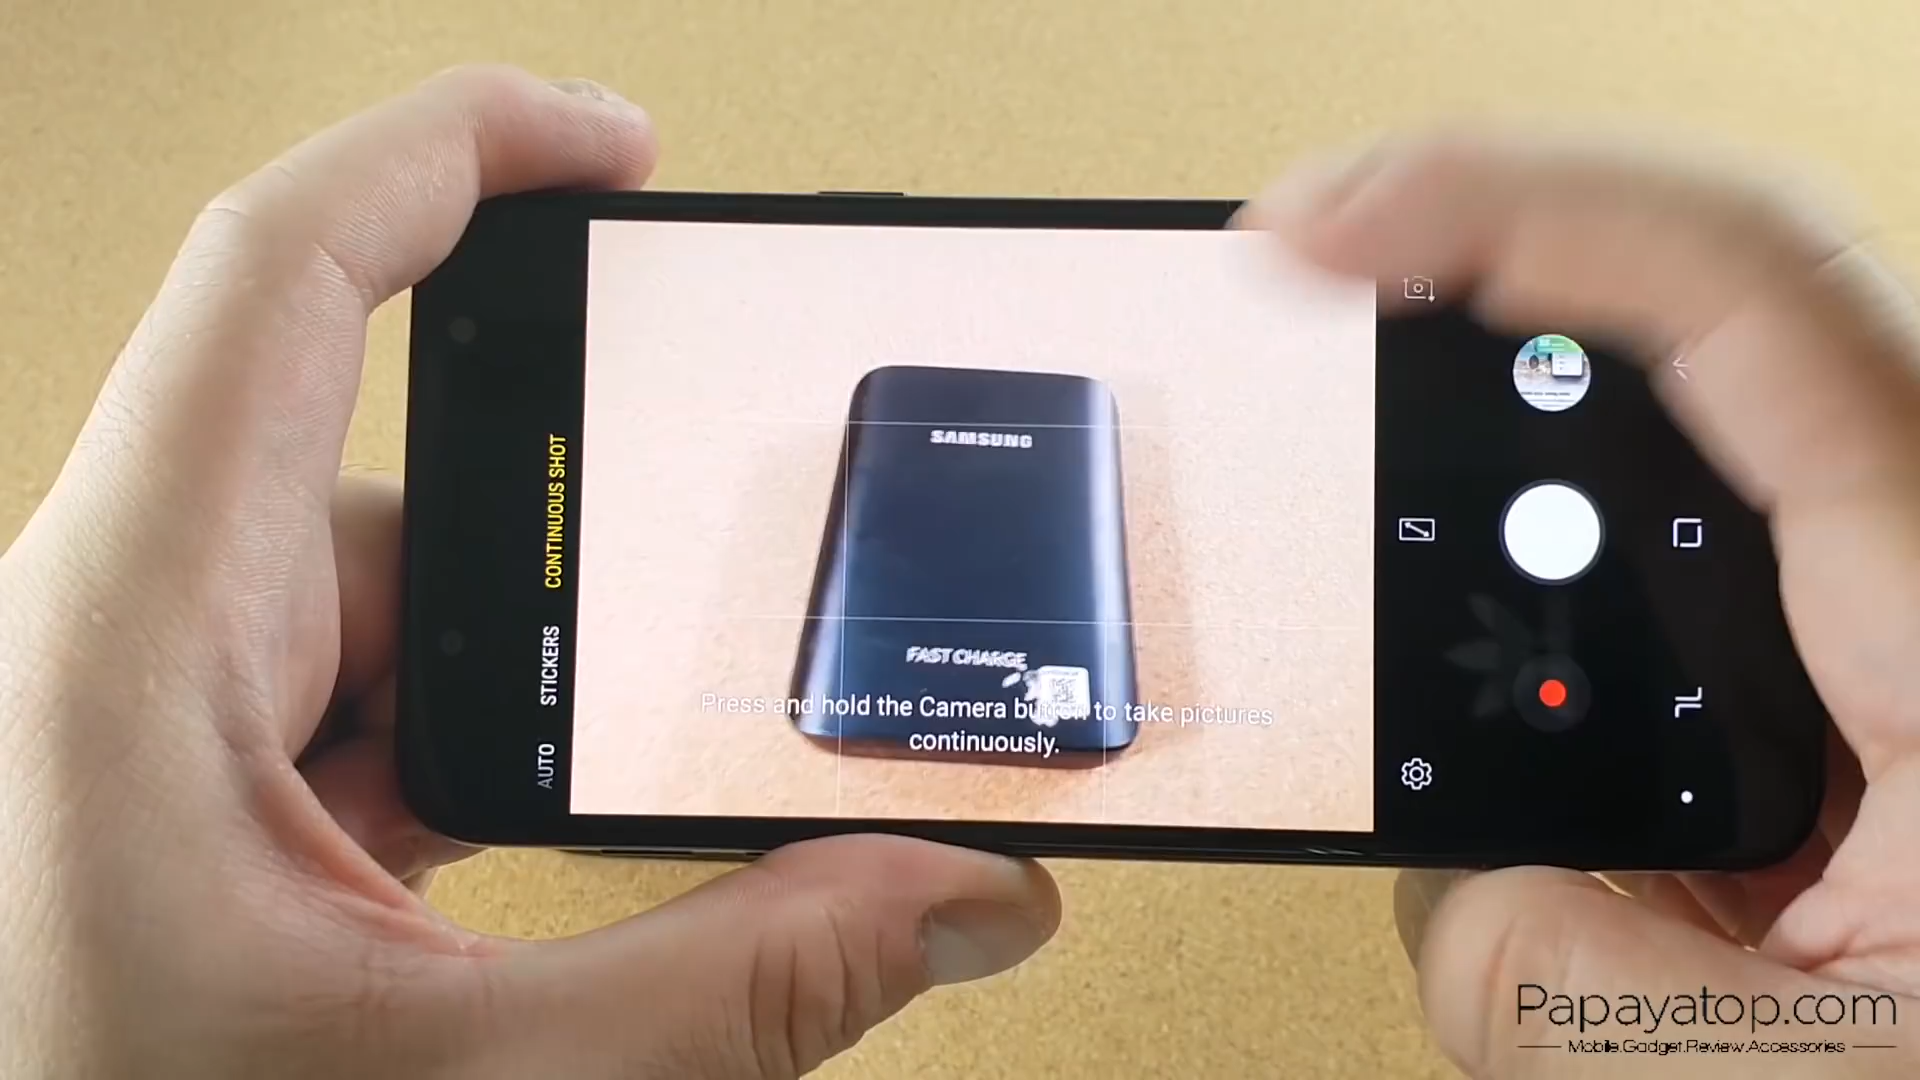 CONTINUOUS SHOT
STICKERS
AUTO
SAMSUNG
FAST CHARGE
Press and hold the Camera button to take pictures
continuously.
Papayatop.com
Mobile.Gadget.Review.Accessories